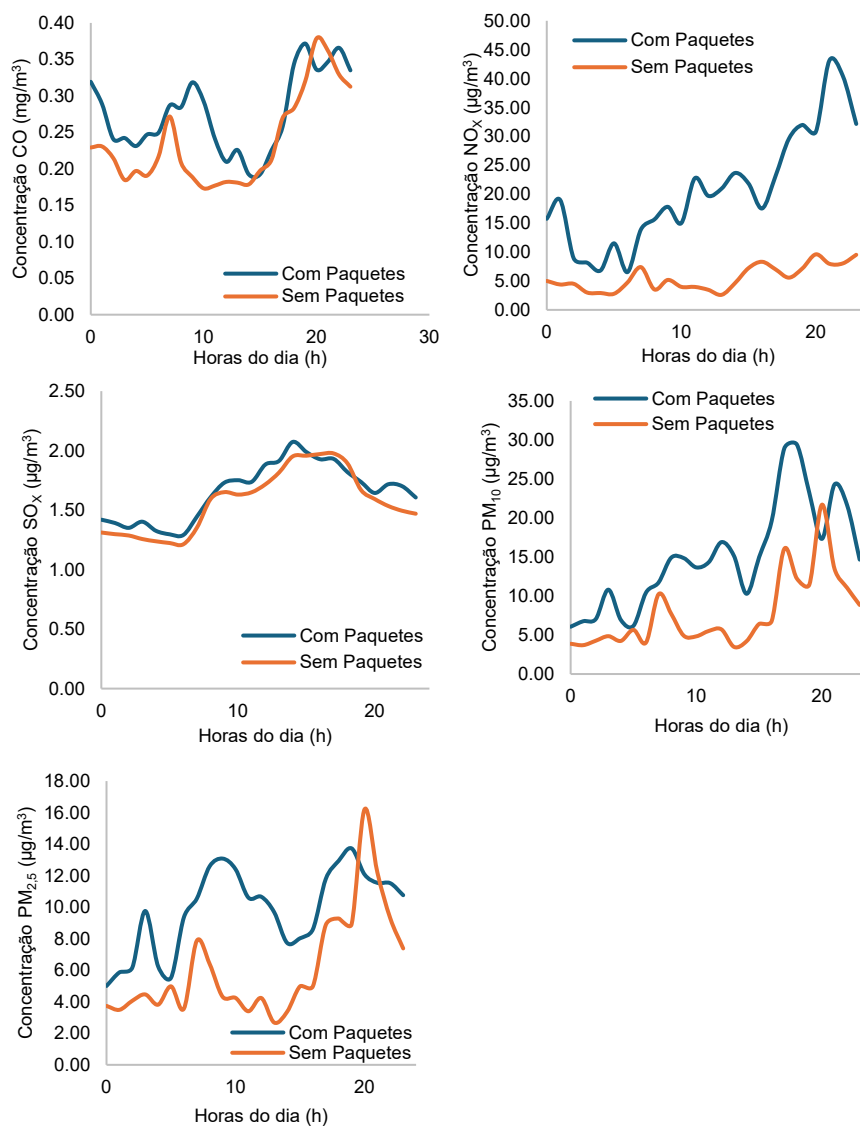 Concentração CO (mg/m³)
0.40
0.35
0.30
0.25
0.20
0.15
0.10
0.05
0.00
Com Paquetes
Sem Paquetes
0 10 20 30
Horas do dia (h)
Concentração NOX (µg/m³)
50.00
45.00
40.00
35.00
30.00
25.00
20.00
15.00
10.00
5.00
0.00
Com Paquetes
Sem Paquetes
0 10 20
Horas do dia (h)
Concentração SOX (µg/m³)
2.50
2.00
1.50
1.00
0.50
0.00
Com Paquetes
Sem Paquetes
0 10 20
Horas do dia (h)
Concentração PM10 (µg/m³)
35.00
30.00
25.00
20.00
15.00
10.00
5.00
0.00
Com Paquetes
Sem Paquetes
0 10 20
Horas do dia (h)
Concentração PM2,5 (µg/m³)
18.00
16.00
14.00
12.00
10.00
8.00
6.00
4.00
2.00
0.00
Com Paquetes
Sem Paquetes
0 10 20
Horas do dia (h)